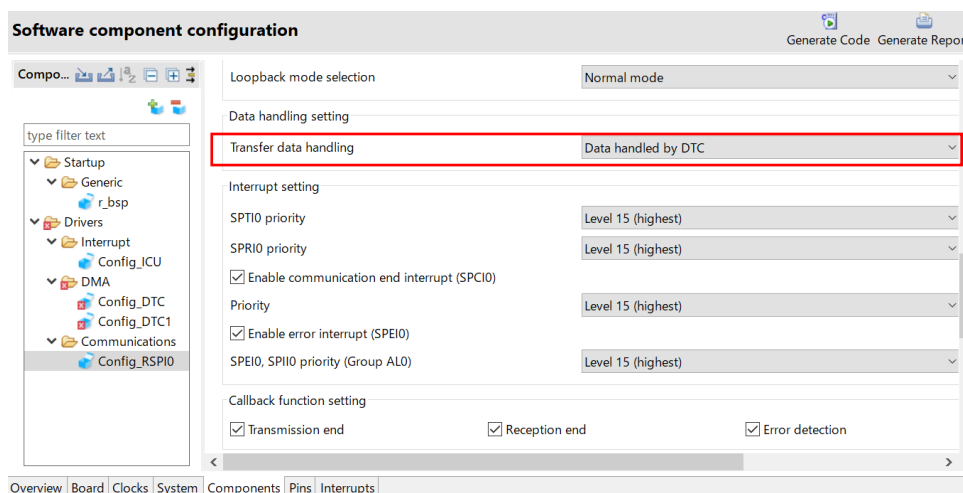 Software component configuration
Generate Code Generate Repor
Compo...
type filter text
Startup
Generic
r_bsp
Drivers
Interrupt
Config_ICU
DMA
Config_DTC
Config_DTC1
Communications
Config_RSPI0
Loopback mode selection Normal mode
Data handling setting
Transfer data handling Data handled by DTC
Interrupt setting
SPTI0 priority Level 15 (highest)
SPRI0 priority Level 15 (highest)
Enable communication end interrupt (SPCI0)
Priority Level 15 (highest)
Enable error interrupt (SPEI0)
SPEI0, SPII0 priority (Group AL0) Level 15 (highest)
Callback function setting
Transmission end Reception end Error detection
Overview Board Clocks System Components Pins Interrupts